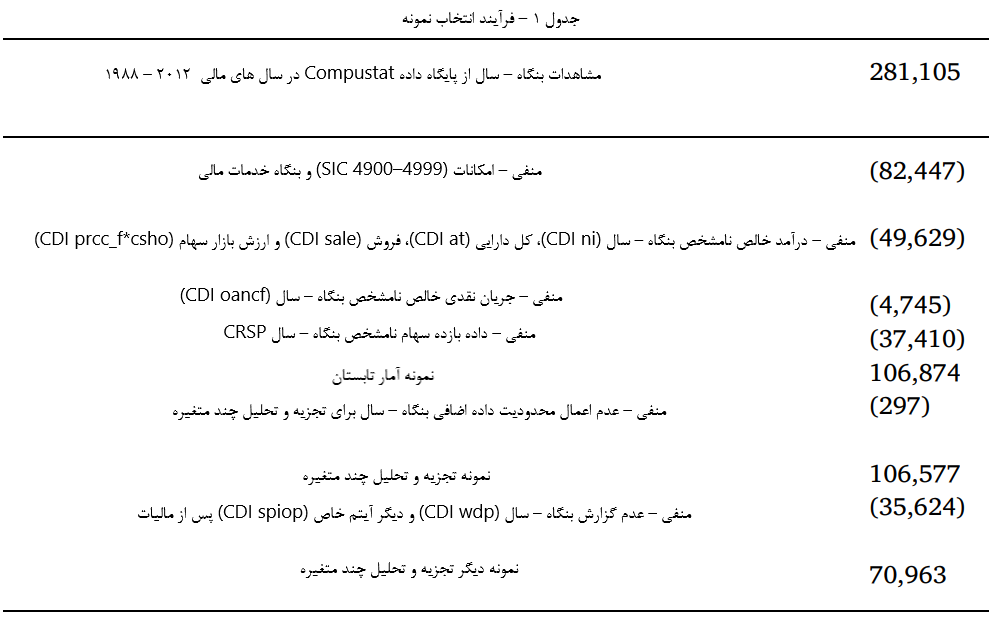 جدول ۱ – فرآیند انتخاب نمونه
مشاهدات بنگاه – سال از پایگاه داده Compustat در سال های مالی ۲۰۱۲ – ۱۹۸۸ 281,105
منفی – امکانات (SIC 4900–4999) و بنگاه خدمات مالی (82,447)
منفی – درآمد خالص نامشخص بنگاه – سال (CDI ni)، کل دارایی (CDI at)، فروش (CDI sale) و ارزش بازار سهام (CDI prcc_f*csho) (49,629)
منفی – جریان نقدی خالص نامشخص بنگاه – سال (CDI oancf) (4,745)
منفی – داده بازده سهام نامشخص بنگاه – سال CRSP (37,410)
نمونه آمار تابستان 106,874
منفی – عدم اعمال محدودیت داده اضافی بنگاه – سال برای تجزیه و تحلیل چند متغیره (297)
نمونه تجزیه و تحلیل چند متغیره 106,577
منفی – عدم گزارش بنگاه – سال (CDI wdp) و دیگر آیتم خاص (CDI spiop) پس از مالیات (35,624)
نمونه دیگر تجزیه و تحلیل چند متغیره 70,963